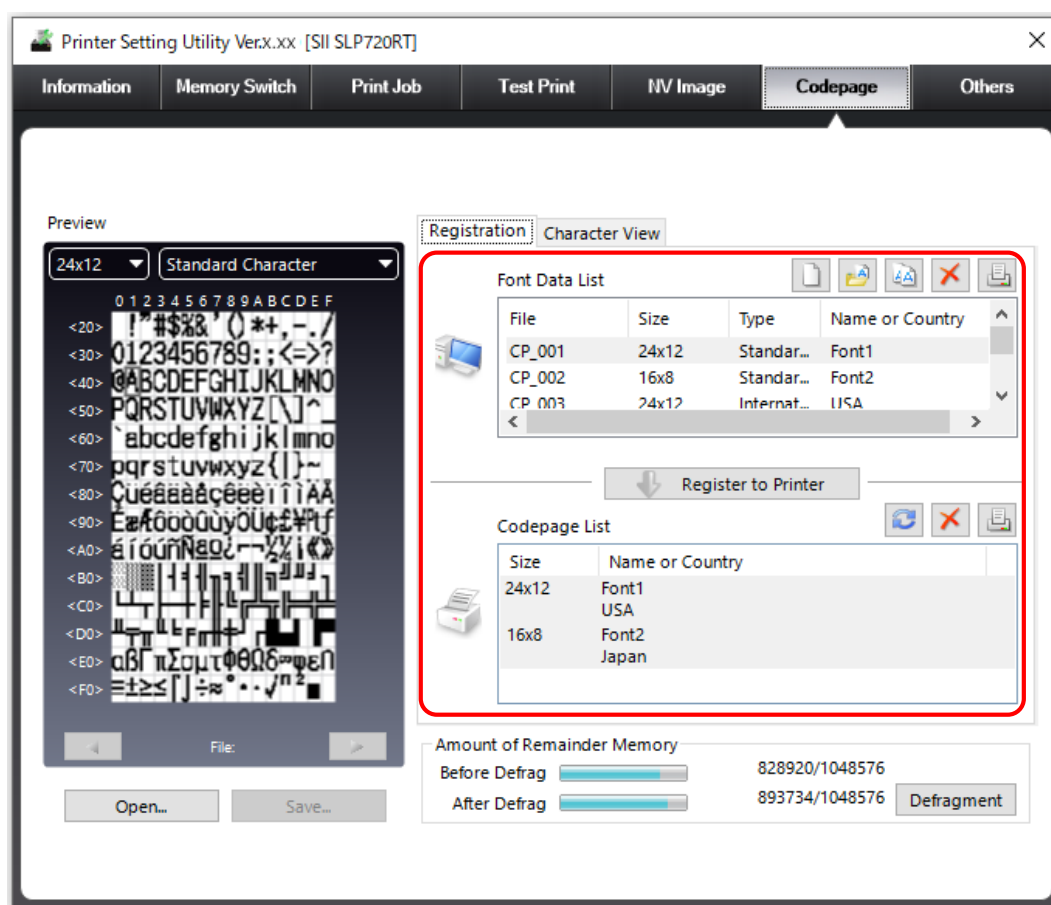 Printer Setting Utility Ver.x.xx [SII SLP720RT]
Information Memory Switch Print Job Test Print NV Image Codepage Others
Preview
24x12 Standard Character
0 1 2 3 4 5 6 7 8 9 A B C D E F
<20> !"#$%&'()*+,-./
<30> 0123456789:;<=>?
<40> @ABCDEFGHIJKLMNO
<50> PQRSTUVWXYZ[\]^_
<60> `abcdefghijklmno
<70> pqrstuvwxyz{|}~
<80>
<90>
<A0>
<B0>
<C0>
<D0>
<E0>
<F0>
File:
Open... Save...
Registration Character View
Font Data List
File Size Type Name or Country
CP_001 24x12 Standar... Font1
CP_002 16x8 Standar... Font2
CP_003 24x12 Internat... USA
Register to Printer
Codepage List
Size Name or Country
24x12 Font1
USA
16x8 Font2
Japan
Amount of Remainder Memory
Before Defrag 828920/1048576
After Defrag 893734/1048576 Defragment